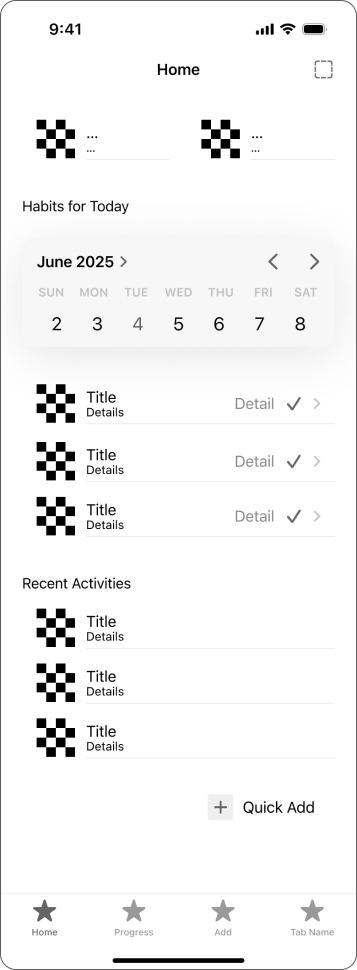 9:41
Home
... ...
... ...
Habits for Today
June 2025
SUN MON TUE WED THU FRI SAT
2 3 4 5 6 7 8
Title
Details
Detail
Title
Details
Detail
Title
Details
Detail
Recent Activities
Title
Details
Title
Details
Title
Details
+ Quick Add
Home Progress Add Tab Name